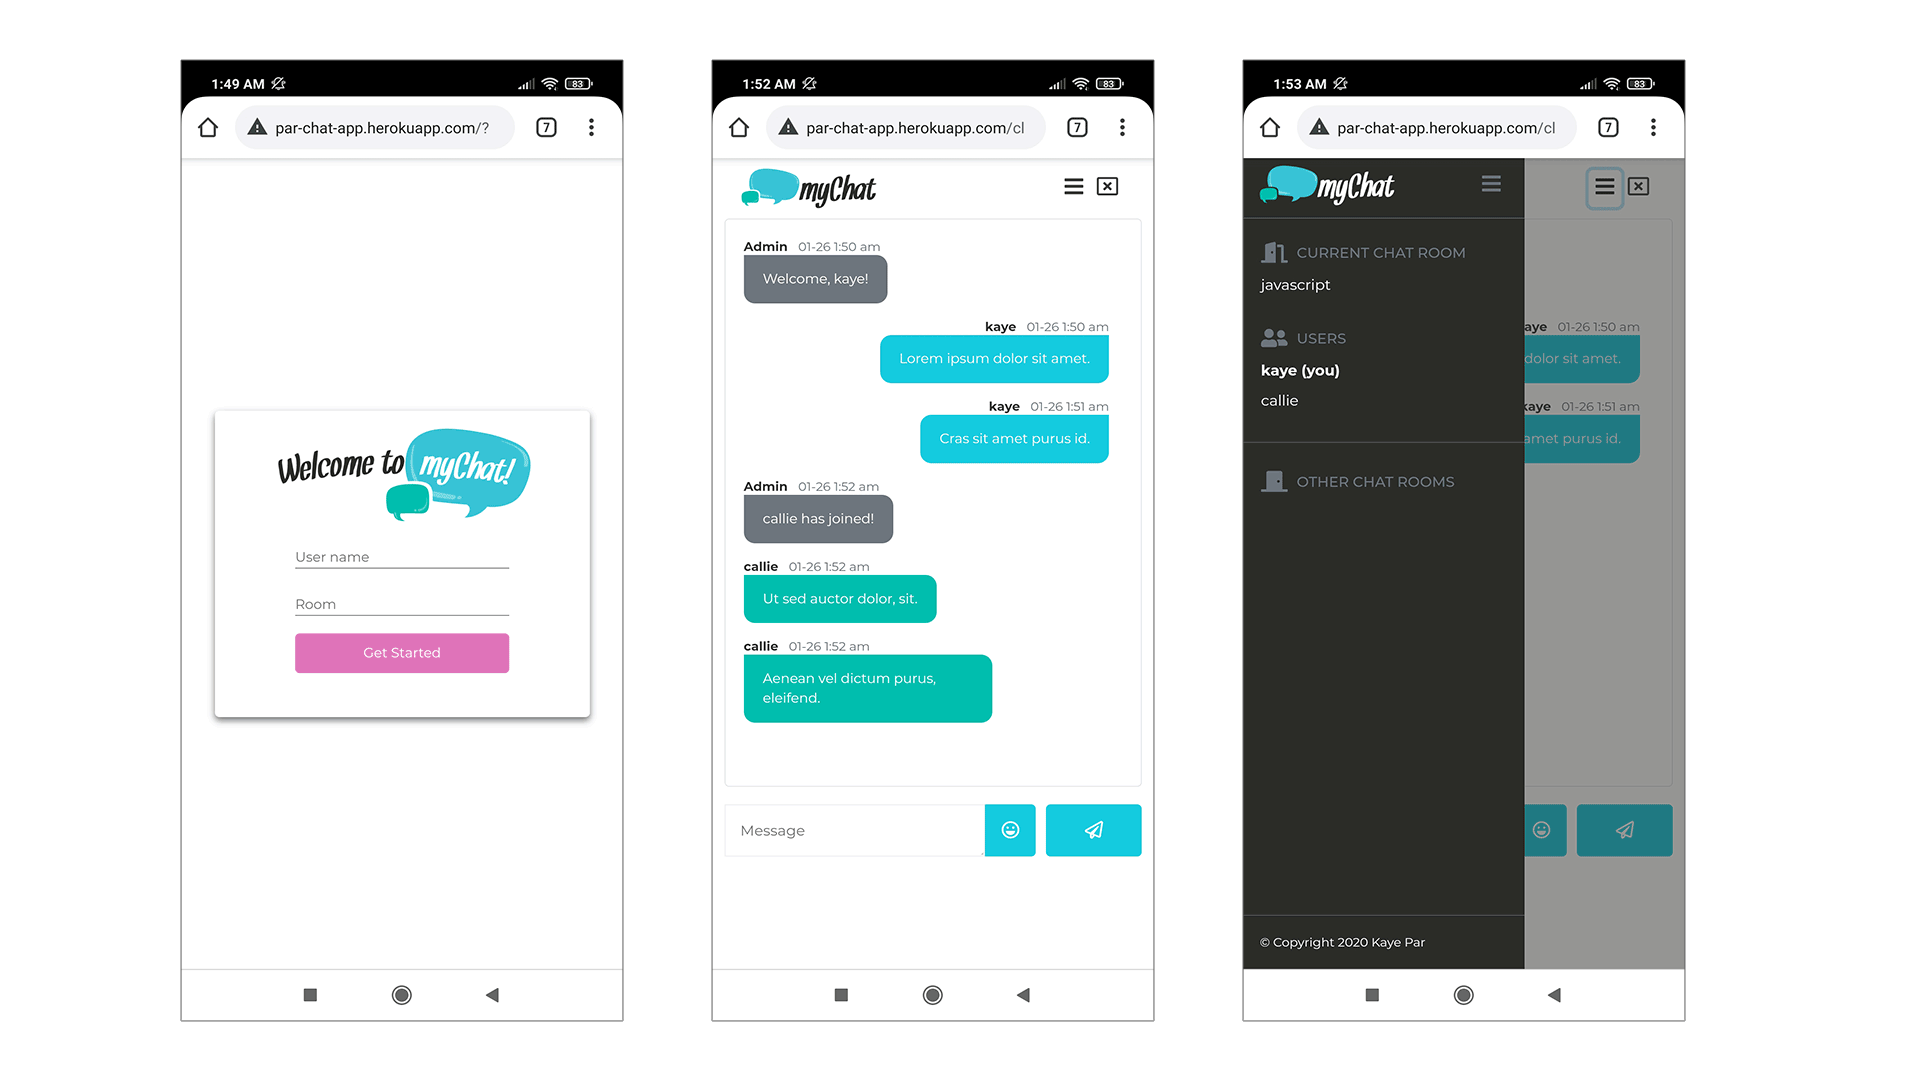 1:49 AM
83
par-chat-app.herokuapp.com/?
7
Welcome to myChat!
User name
Room
Get Started
1:52 AM
83
par-chat-app.herokuapp.com/cl
7
myChat
Admin 01-26 1:50 am
Welcome, kaye!
kaye 01-26 1:50 am
Lorem ipsum dolor sit amet.
kaye 01-26 1:51 am
Cras sit amet purus id.
Admin 01-26 1:52 am
callie has joined!
callie 01-26 1:52 am
Ut sed auctor dolor, sit.
callie 01-26 1:52 am
Aenean vel dictum purus,
eleifend.
Message
1:53 AM
83
par-chat-app.herokuapp.com/cl
7
myChat
CURRENT CHAT ROOM
javascript
USERS
kaye (you)
callie
OTHER CHAT ROOMS
© Copyright 2020 Kaye Par
aye 01-26 1:50 am
dolor sit amet.
kaye 01-26 1:51 am
amet purus id.